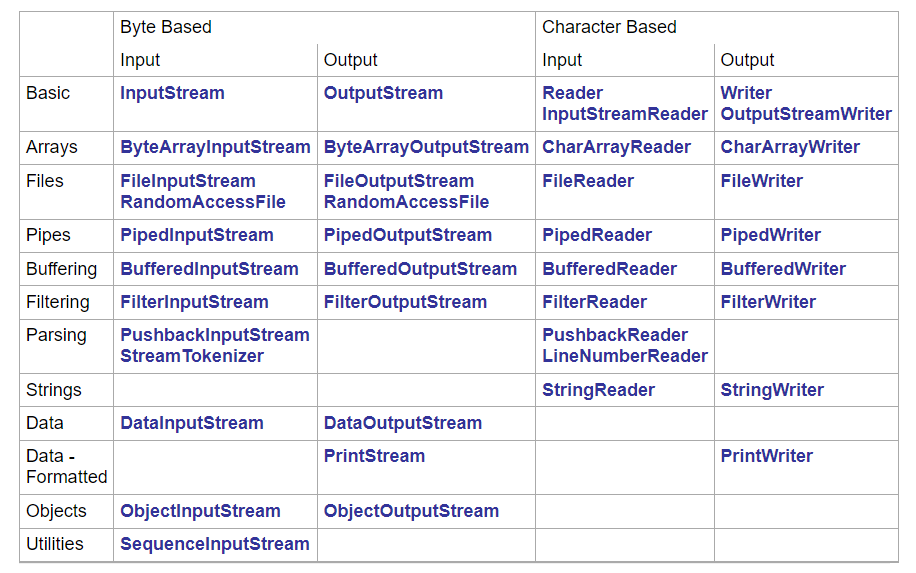 Byte Based Character Based
Input Output Input Output
Basic InputStream OutputStream Reader Writer
InputStreamReader OutputStreamWriter
Arrays ByteArrayInputStream ByteArrayOutputStream CharArrayReader CharArrayWriter
Files FileInputStream FileOutputStream FileReader FileWriter
RandomAccessFile RandomAccessFile
Pipes PipedInputStream PipedOutputStream PipedReader PipedWriter
Buffering BufferedInputStream BufferedOutputStream BufferedReader BufferedWriter
Filtering FilterInputStream FilterOutputStream FilterReader FilterWriter
Parsing PushbackInputStream PushbackReader
StreamTokenizer LineNumberReader
Strings StringReader StringWriter
Data DataInputStream DataOutputStream
Data - PrintStream PrintWriter
Formatted
Objects ObjectInputStream ObjectOutputStream
Utilities SequenceInputStream